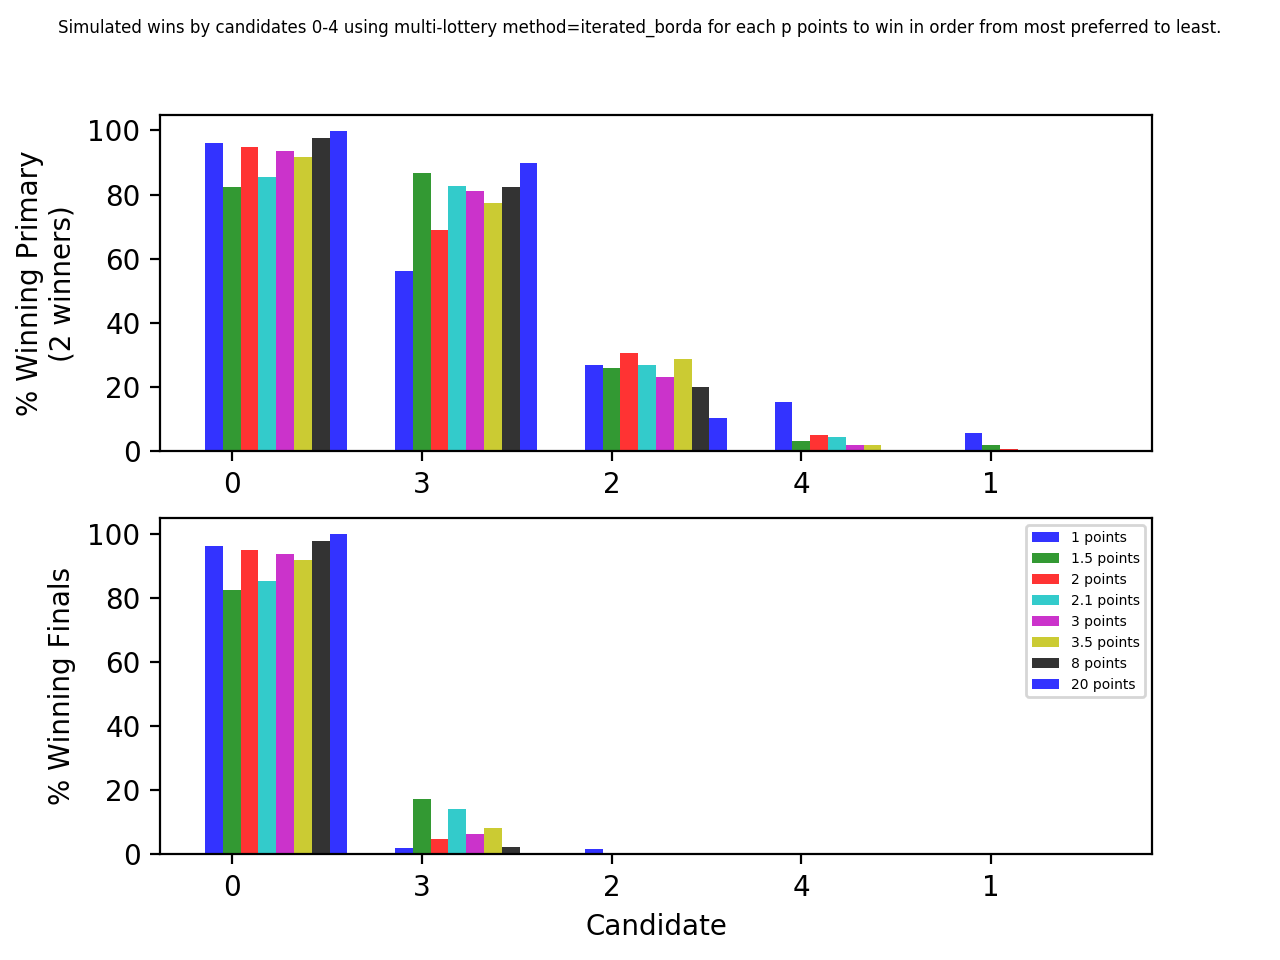 Simulated wins by candidates 0-4 using multi-lottery method=iterated_borda for each p points to win in order from most preferred to least.
% Winning Primary
(2 winners)
100
80
60
40
20
0
0 3 2 4 1
% Winning Finals
100
80
60
40
20
0
1 points
1.5 points
2 points
2.1 points
3 points
3.5 points
8 points
20 points
0 3 2 4 1
Candidate